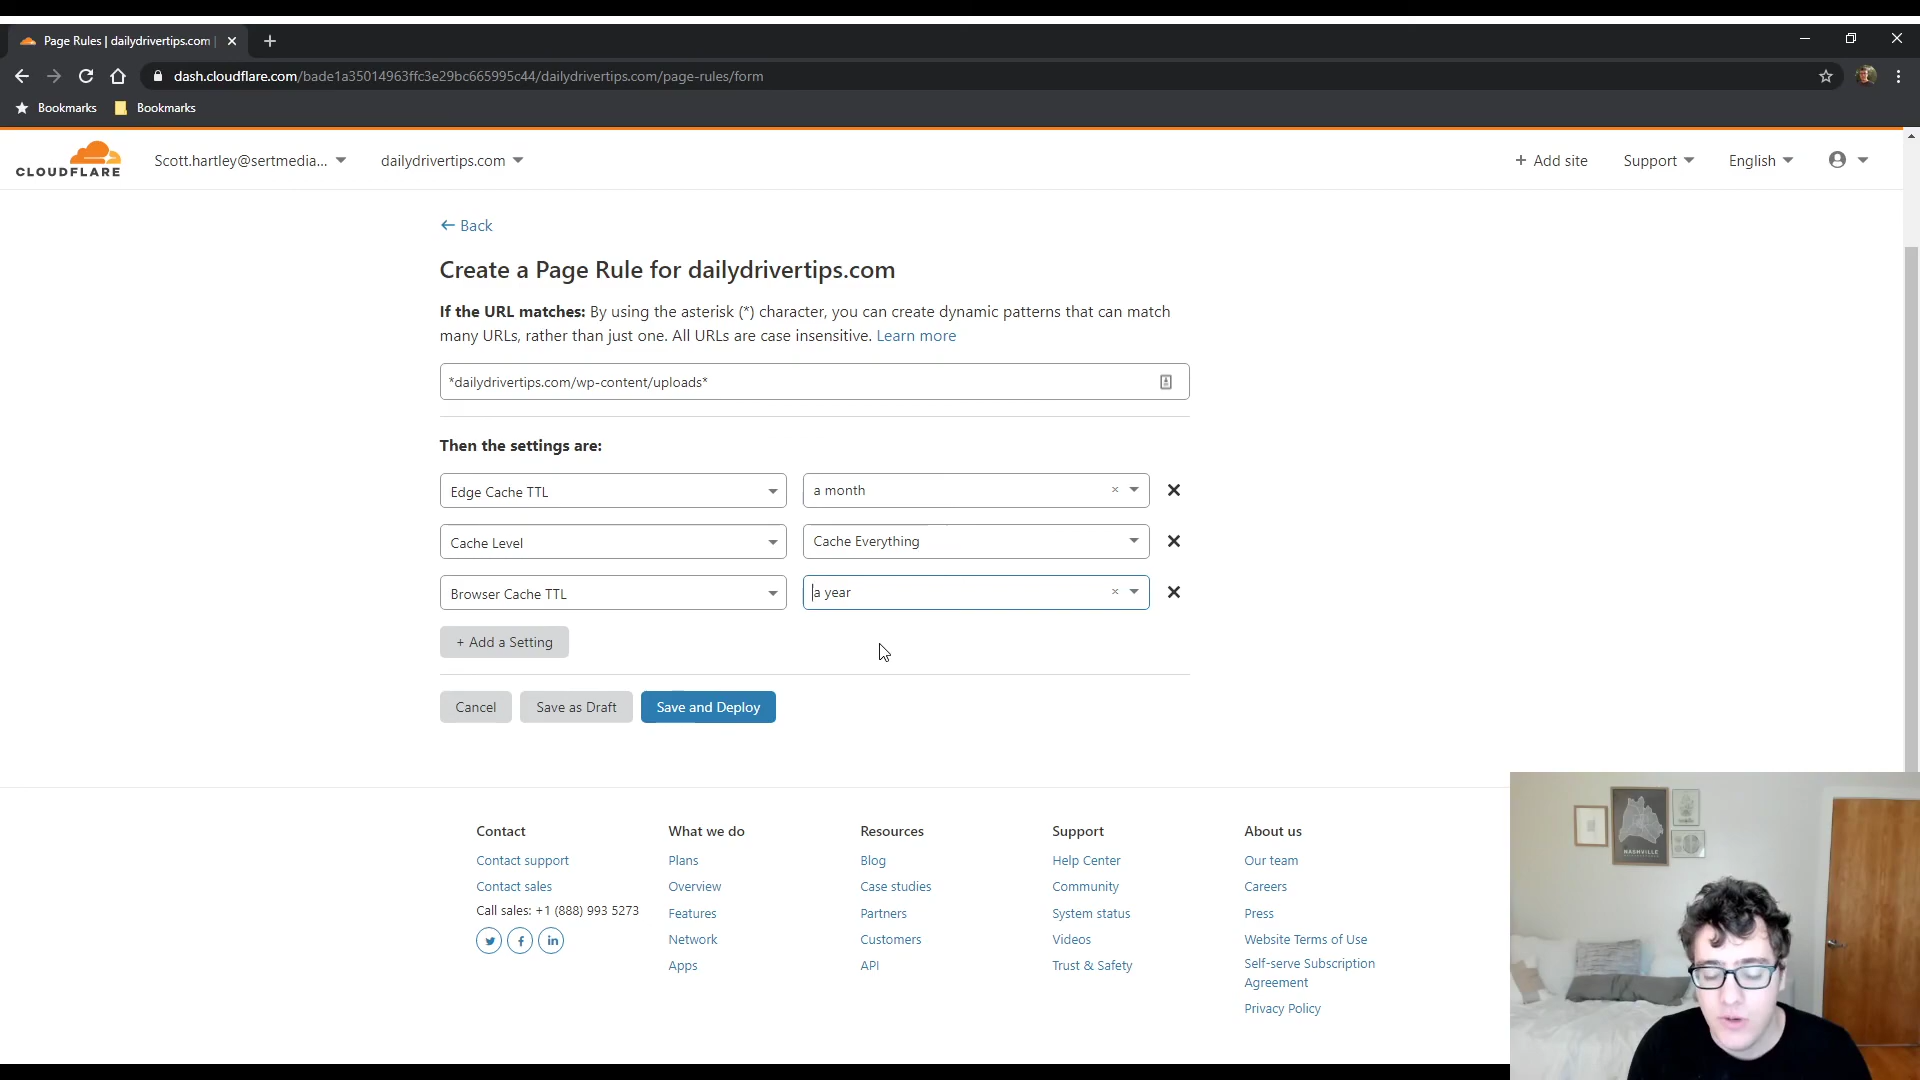 Page Rules | dailydrivertips.com |
dash.cloudflare.com/bade1a35014963ffc3e29bc665995c44/dailydrivertips.com/page-rules/form
Bookmarks Bookmarks
CLOUDFLARE Scott.hartley@sertmedia... dailydrivertips.com + Add site Support English
← Back
Create a Page Rule for dailydrivertips.com
If the URL matches: By using the asterisk (*) character, you can create dynamic patterns that can match
many URLs, rather than just one. All URLs are case insensitive. Learn more
*dailydrivertips.com/wp-content/uploads*
Then the settings are:
Edge Cache TTL a month ×
Cache Level Cache Everything
Browser Cache TTL a year ×
+ Add a Setting
Cancel Save as Draft Save and Deploy
Contact What we do Resources Support About us
Contact support Plans Blog Help Center Our team
Contact sales Overview Case studies Community Careers
Call sales: +1 (888) 993 5273 Features Partners System status Press
Network Customers Videos Website Terms of Use
Apps API Trust & Safety Self-serve Subscription
Agreement
Privacy Policy
NASHVILLE